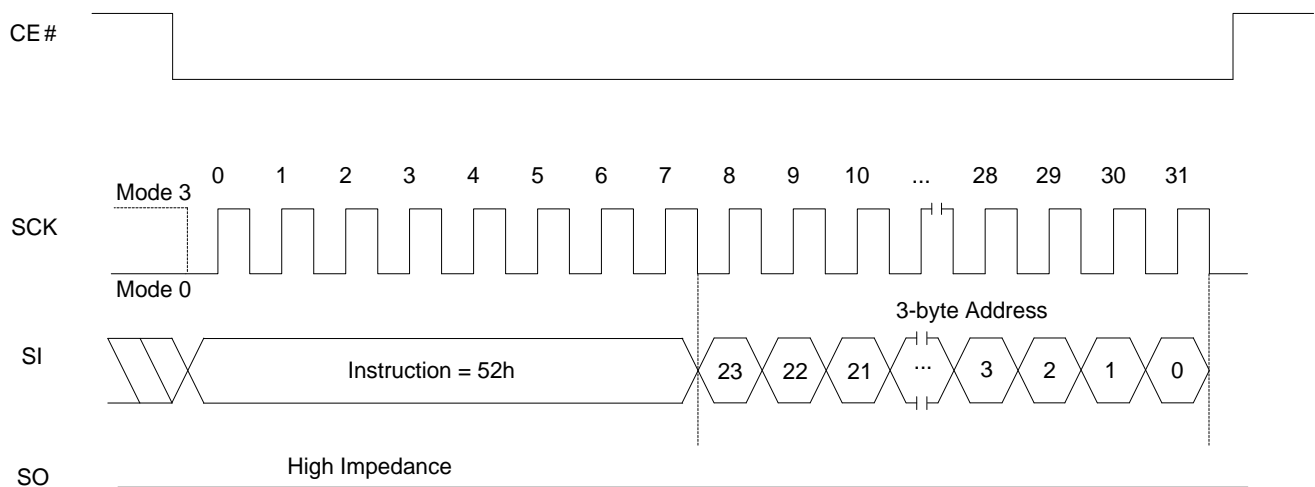 CE#
0 1 2 3 4 5 6 7 8 9 10 ... 28 29 30 31
Mode 3
SCK
Mode 0
3-byte Address
SI
Instruction = 52h 23 22 21 ... 3 2 1 0
High Impedance
SO